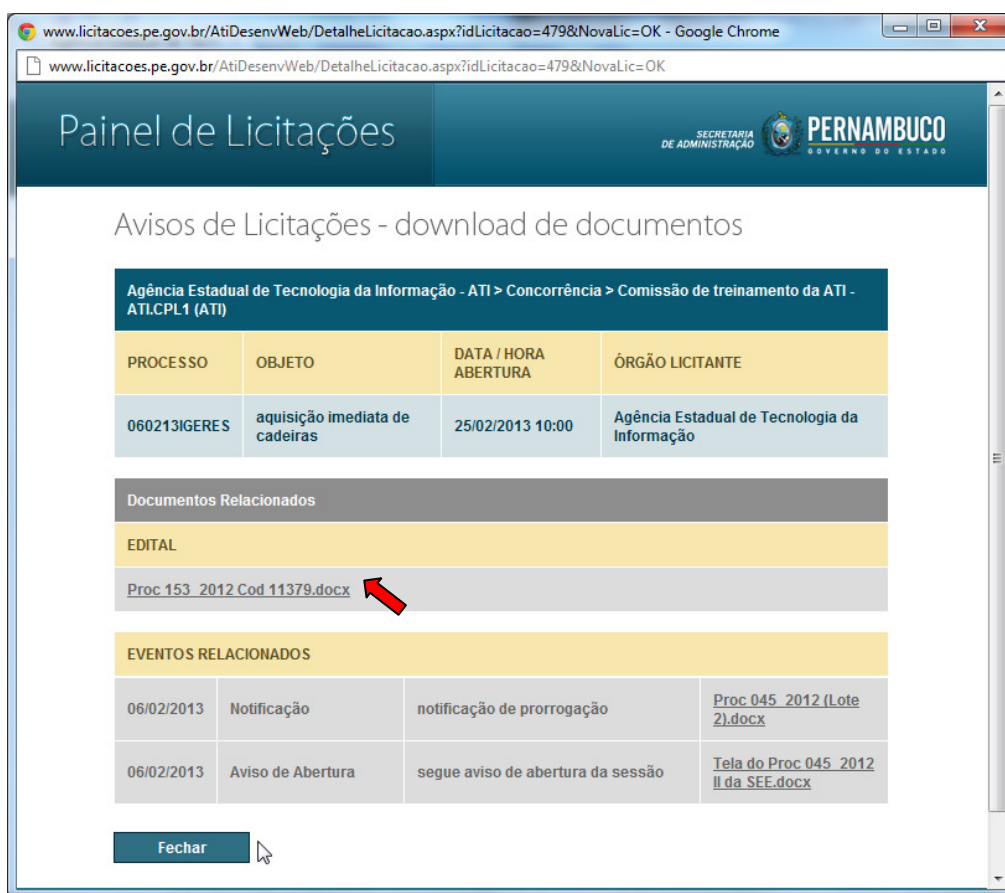 www.licitacoes.pe.gov.br/AtiDesenvWeb/DetalheLicitacao.aspx?idLicitacao=479&NovaLic=OK - Google Chrome
www.licitacoes.pe.gov.br/AtiDesenvWeb/DetalheLicitacao.aspx?idLicitacao=479&NovaLic=OK
Painel de Licitações
SECRETARIA
DE ADMINISTRAÇÃO
PERNAMBUCO
GOVERNO DO ESTADO
Avisos de Licitações - download de documentos
Agência Estadual de Tecnologia da Informação - ATI > Concorrência > Comissão de treinamento da ATI -
ATI.CPL1 (ATI)
PROCESSO
OBJETO
DATA / HORA
ABERTURA
ÓRGÃO LICITANTE
060213IGERES
aquisição imediata de
cadeiras
25/02/2013 10:00
Agência Estadual de Tecnologia da
Informação
Documentos Relacionados
EDITAL
Proc 153_2012 Cod 11379.docx
EVENTOS RELACIONADOS
06/02/2013
Notificação
notificação de prorrogação
Proc 045_2012 (Lote
2).docx
06/02/2013
Aviso de Abertura
segue aviso de abertura da sessão
Tela do Proc 045_2012
II da SEE.docx
Fechar